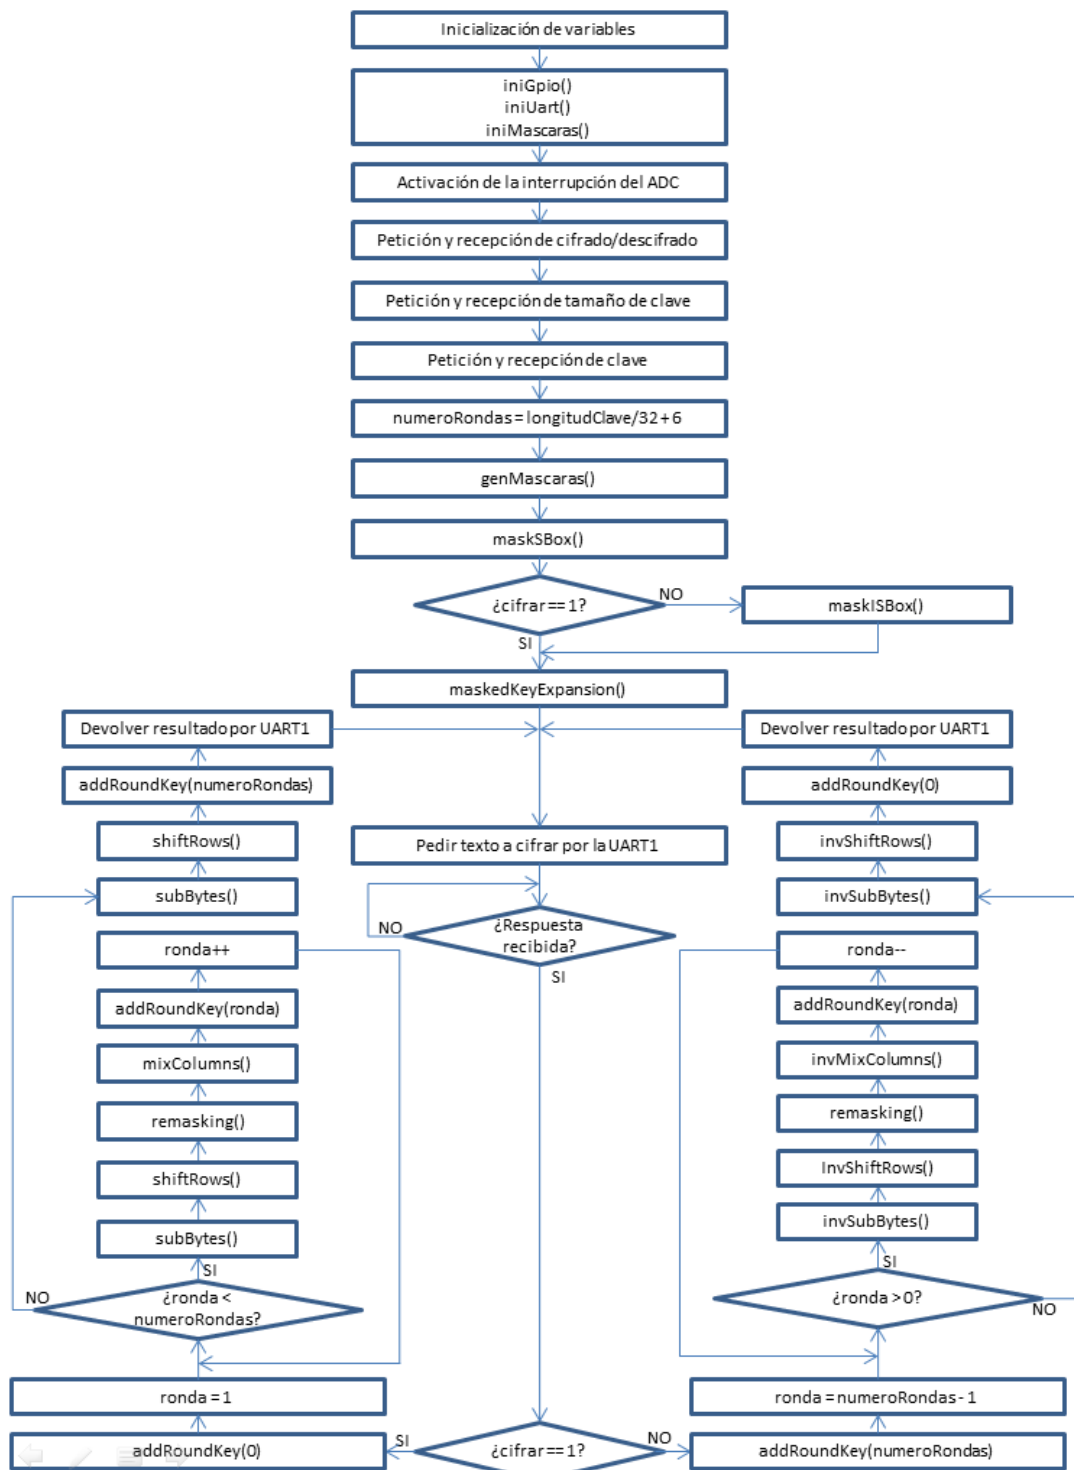 Inicialización de variables
iniGpio()
iniUart()
iniMascaras()
Activación de la interrupción del ADC
Petición y recepción de cifrado/descifrado
Petición y recepción de tamaño de clave
Petición y recepción de clave
numeroRondas = longitudClave/32 + 6
genMascaras()
maskSBox()
¿cifrar == 1?
NO
maskISBox()
SI
maskedKeyExpansion()
Devolver resultado por UART1
addRoundKey(numeroRondas)
shiftRows()
subBytes()
ronda++
addRoundKey(ronda)
mixColumns()
remasking()
shiftRows()
subBytes()
SI
NO
¿ronda <
numeroRondas?
ronda = 1
addRoundKey(0)
Pedir texto a cifrar por la UART1
NO
¿Respuesta
recibida?
SI
SI
¿cifrar == 1?
NO
Devolver resultado por UART1
addRoundKey(0)
invShiftRows()
invSubBytes()
ronda--
addRoundKey(ronda)
invMixColumns()
remasking()
InvShiftRows()
invSubBytes()
SI
¿ronda > 0?
NO
ronda = numeroRondas - 1
addRoundKey(numeroRondas)